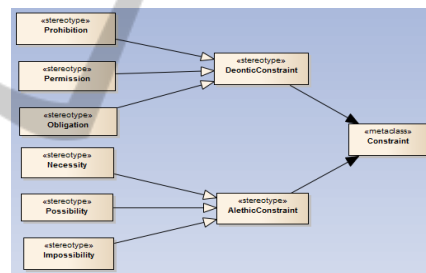 «stereotype»
Prohibition
«stereotype»
Permission
«stereotype»
Obligation
«stereotype»
DeonticConstraint
«metaclass»
Constraint
«stereotype»
Necessity
«stereotype»
Possibility
«stereotype»
Impossibility
«stereotype»
AlethicConstraint